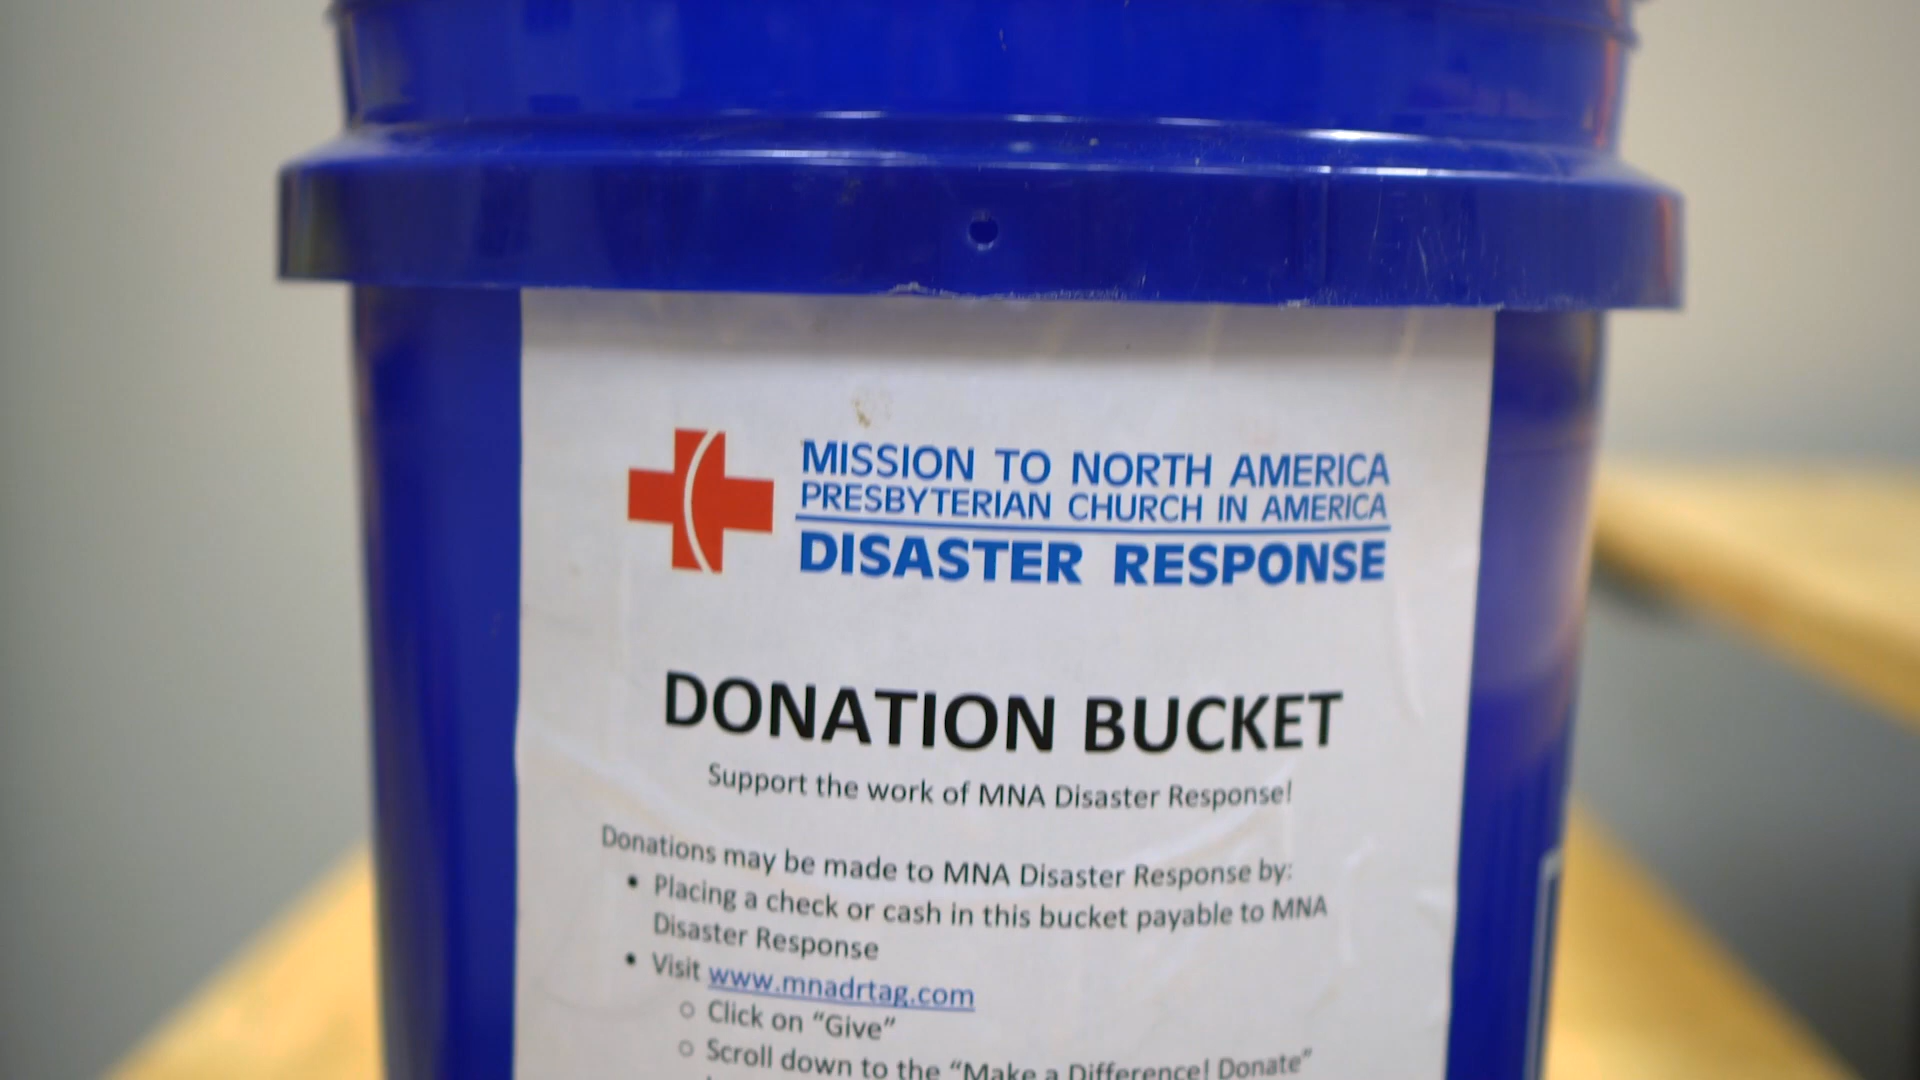 MISSION TO NORTH AMERICA
PRESBYTERIAN CHURCH IN AMERICA
DISASTER RESPONSE
DONATION BUCKET
Support the work of MNA Disaster Response!
Donations may be made to MNA Disaster Response by:
• Placing a check or cash in this bucket payable to MNA
Disaster Response
• Visit www.mnadrtag.com
○ Click on “Give”
○ Scroll down to the “Make a Difference! Donate”